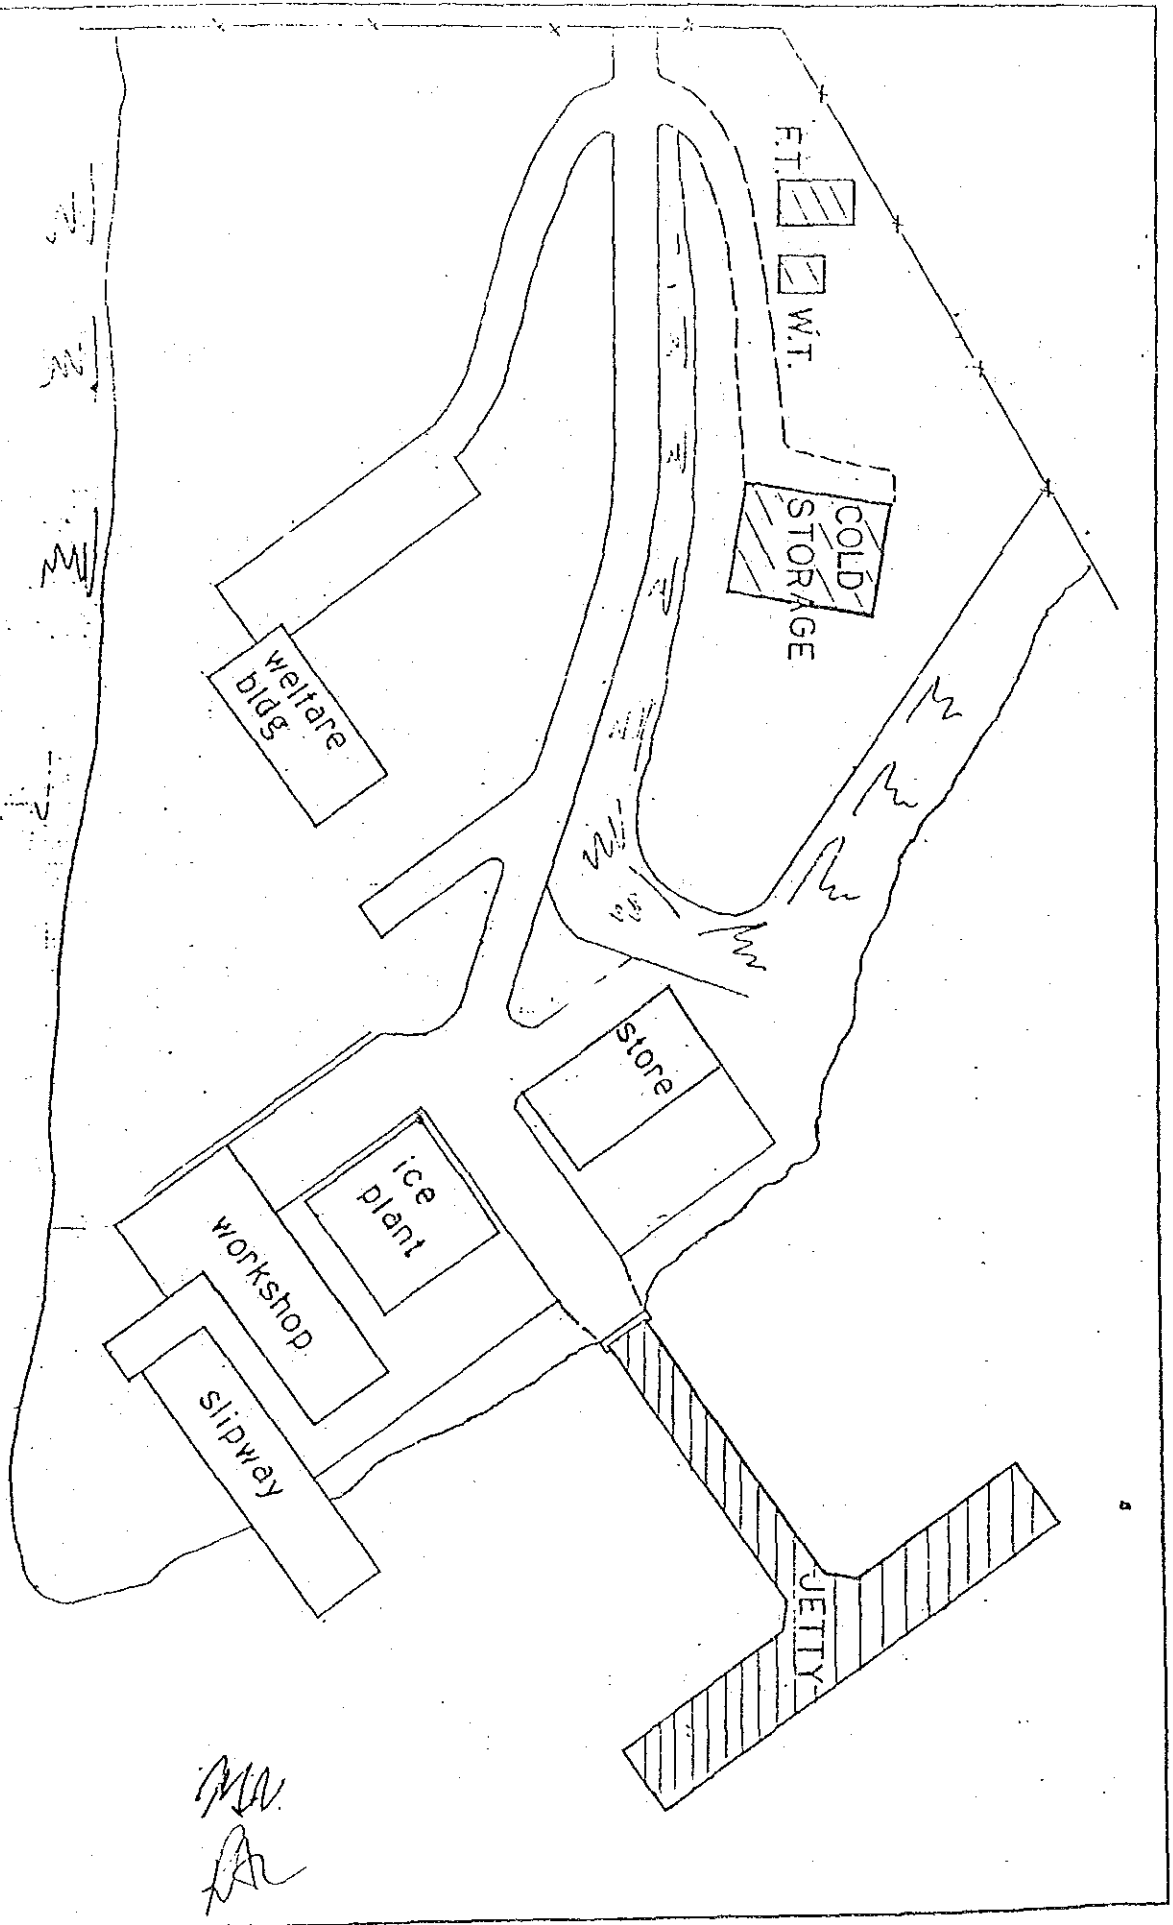 F.T.
W.T.
COLD
STORAGE
welfare
bldg
store
ice
plant
workshop
slipway
JETTY